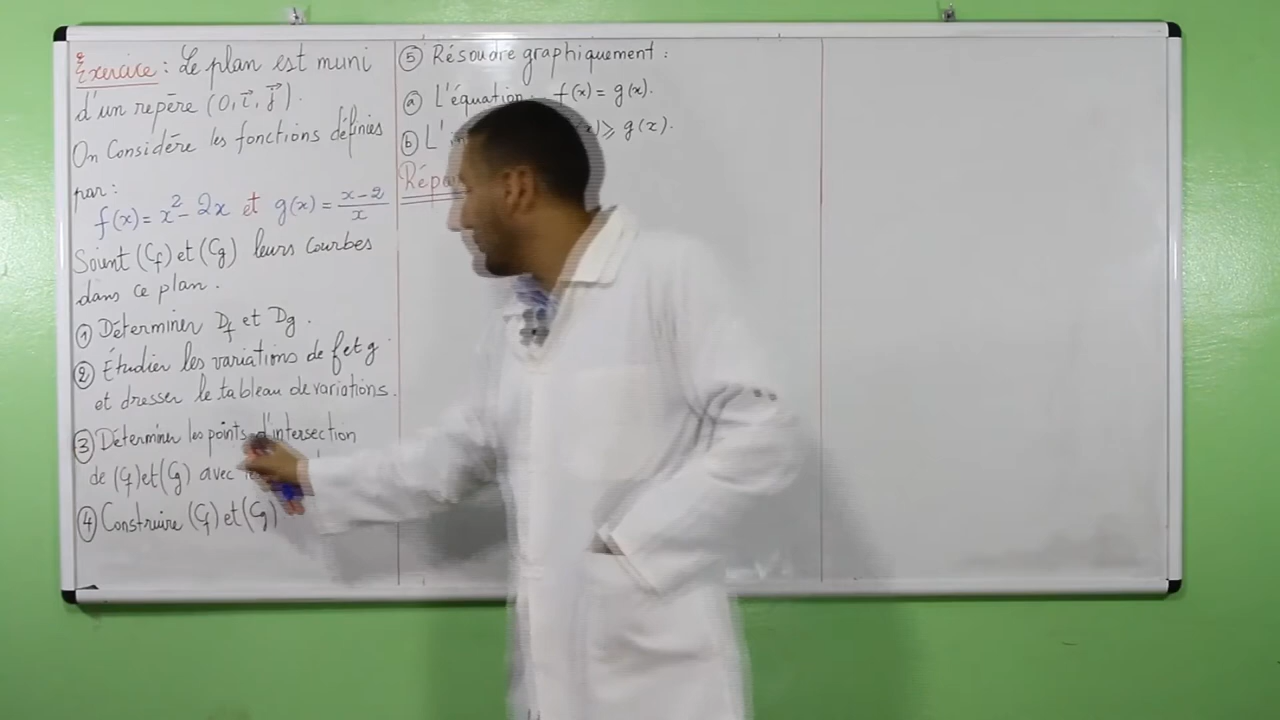 Exercice : Le plan est muni
d'un repère (O, i⃗, j⃗).
On Considère les fonctions définies
par :
f(x) = x² - 2x et g(x) = (x-2)/x
Soient (Cf) et (Cg) leurs courbes
dans ce plan.
① Déterminer Df et Dg.
② Étudier les variations de f et g
et dresser le tableau de variations.
③ Déterminer les points d'intersection
de (Cf) et (Cg) avec
④ Construire (Cf) et (Cg)
⑤ Résoudre graphiquement :
ⓐ L'équation f(x) = g(x).
ⓑ L' ⩾ g(x).